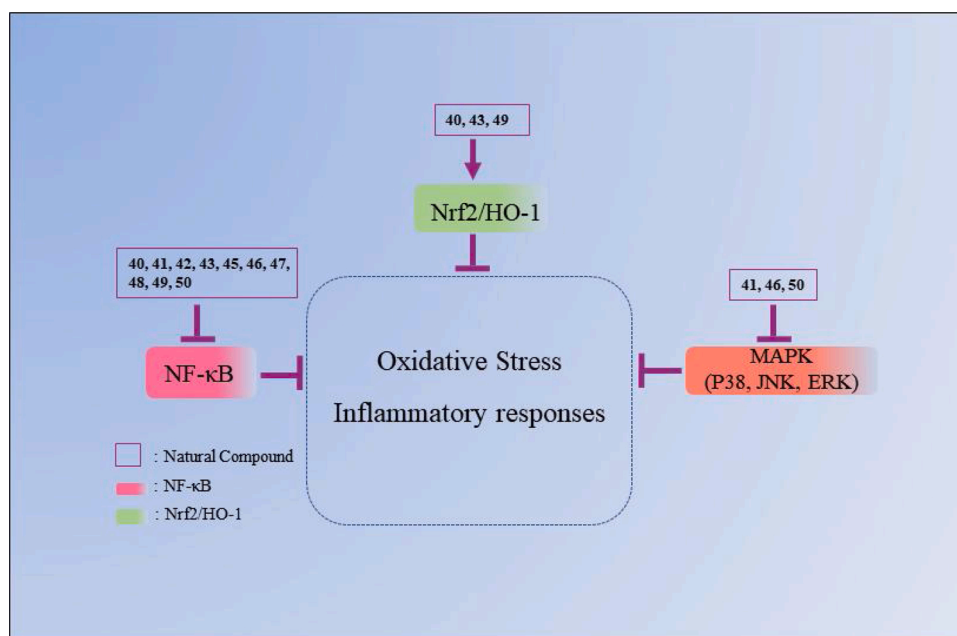 40, 43, 49
Nrf2/HO-1
40, 41, 42, 43, 45, 46, 47,
48, 49, 50
41, 46, 50
NF-κB
Oxidative Stress
Inflammatory responses
MAPK
(P38, JNK, ERK)
: Natural Compound
: NF-κB
: Nrf2/HO-1